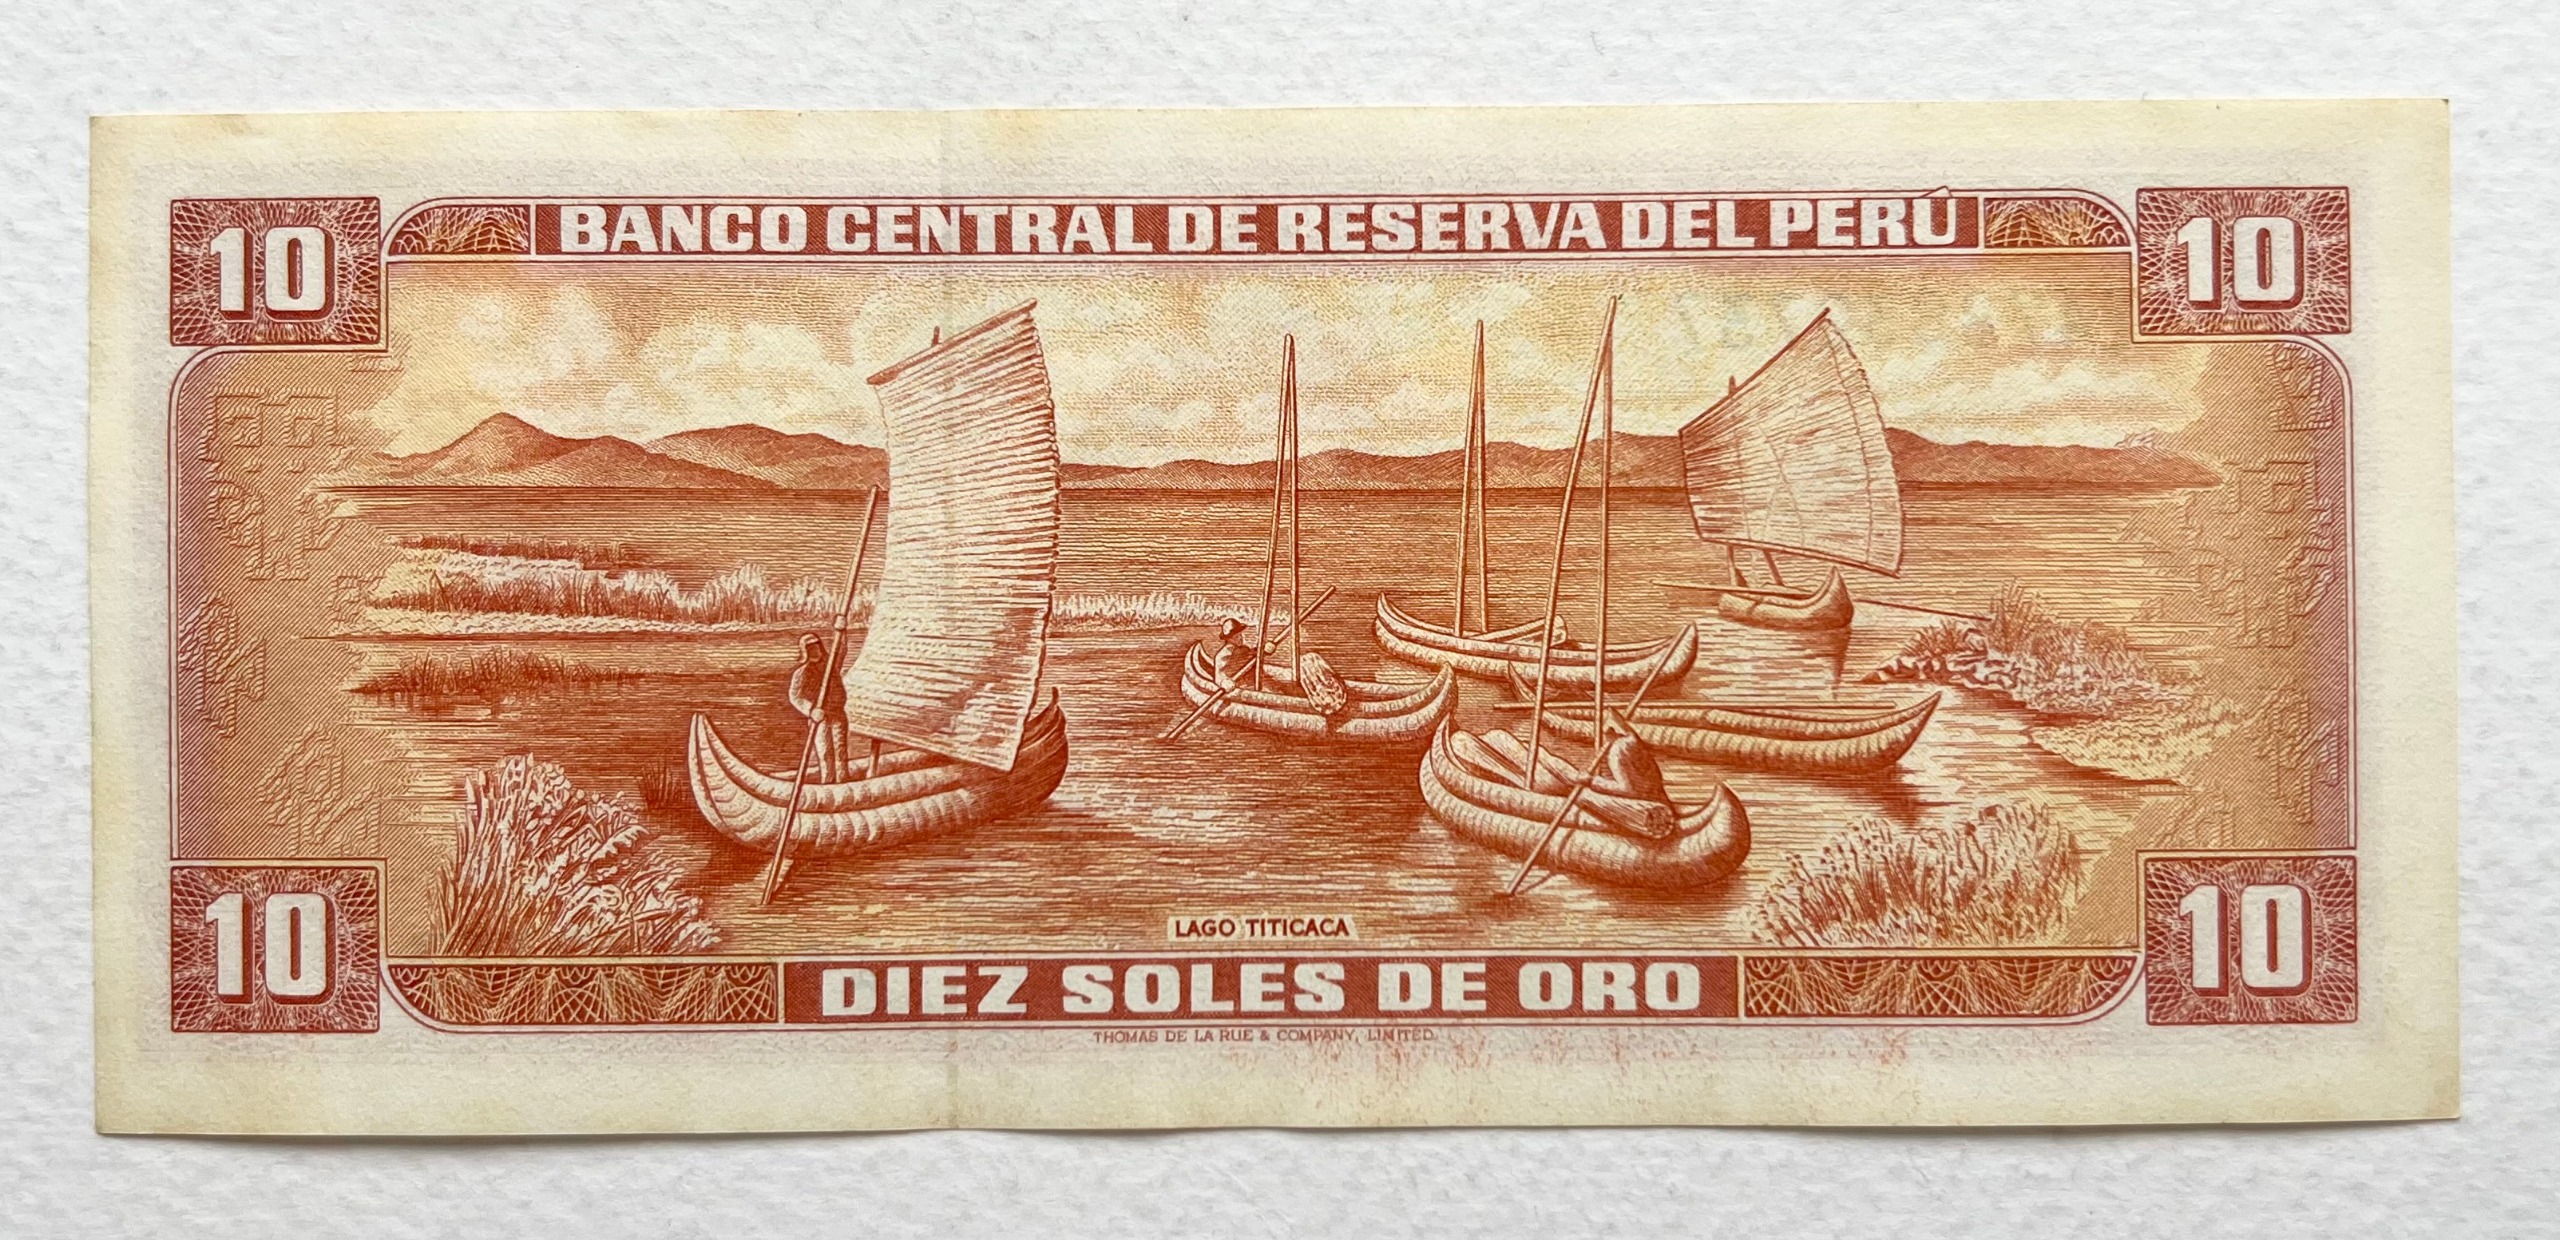 10 BANCO CENTRAL DE RESERVA DEL PERÚ 10
LAGO TITICACA
10 DIEZ SOLES DE ORO 10
THOMAS DE LA RUE & COMPANY, LIMITED.